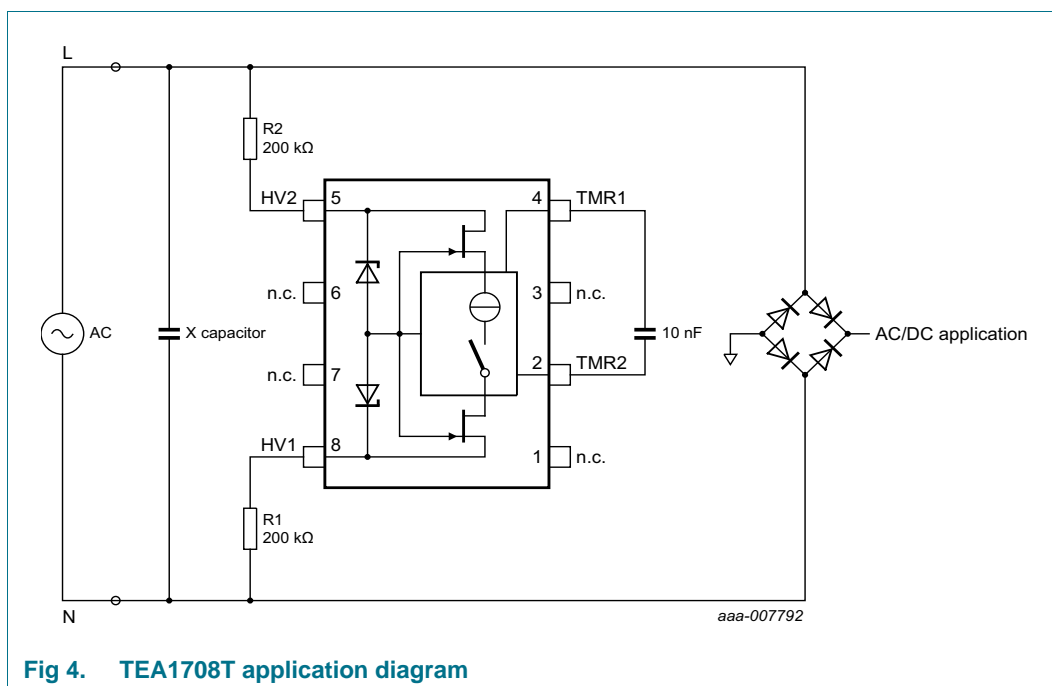 L
R2
200 kΩ
HV2 5 4 TMR1
n.c. 6 3 n.c.
AC X capacitor 10 nF AC/DC application
n.c. 7 2 TMR2
HV1 8 1 n.c.
R1
200 kΩ
N
aaa-007792
Fig 4. TEA1708T application diagram